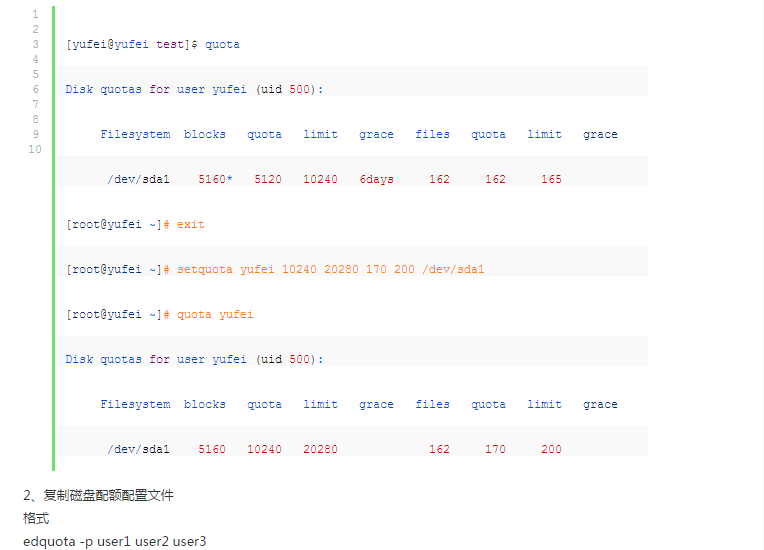 1
2
3
4
5
6
7
8
9
10
[yufei@yufei test]$ quota
Disk quotas for user yufei (uid 500):
Filesystem blocks quota limit grace files quota limit grace
/dev/sda1 5160* 5120 10240 6days 162 162 165
[root@yufei ~]# exit
[root@yufei ~]# setquota yufei 10240 20280 170 200 /dev/sda1
[root@yufei ~]# quota yufei
Disk quotas for user yufei (uid 500):
Filesystem blocks quota limit grace files quota limit grace
/dev/sda1 5160 10240 20280 162 170 200
2、复制磁盘配额配置文件
格式
edquota -p user1 user2 user3